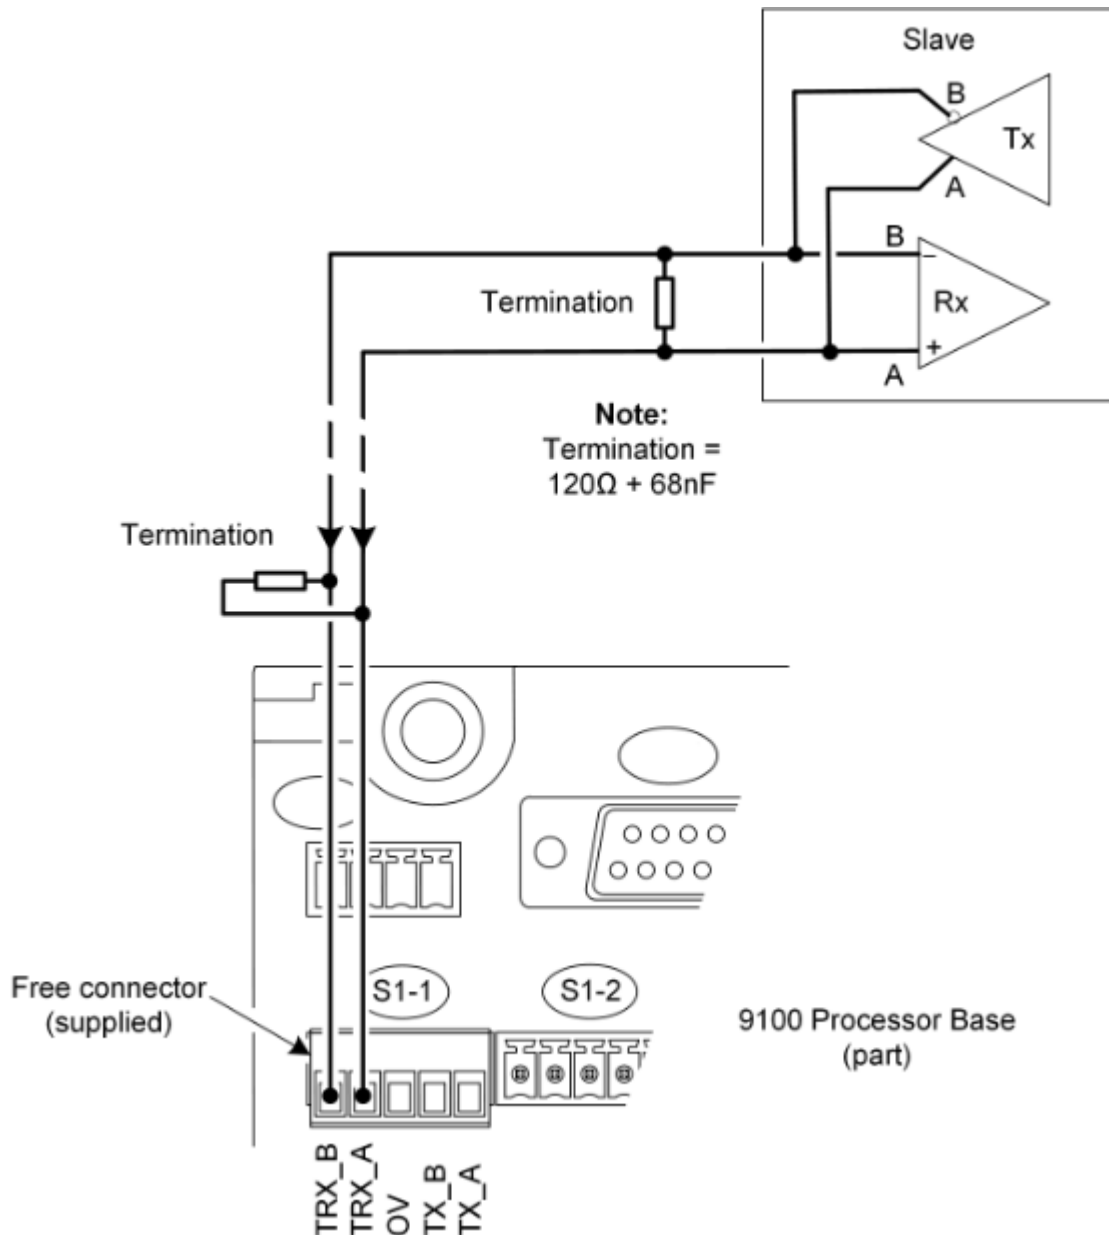 Slave
B
Tx
A
B
−
Rx
+
A
Termination
Note:
Termination =
120Ω + 68nF
Termination
S1-1
S1-2
Free connector
(supplied)
9100 Processor Base
(part)
TRX_B
TRX_A
OV
TX_B
TX_A